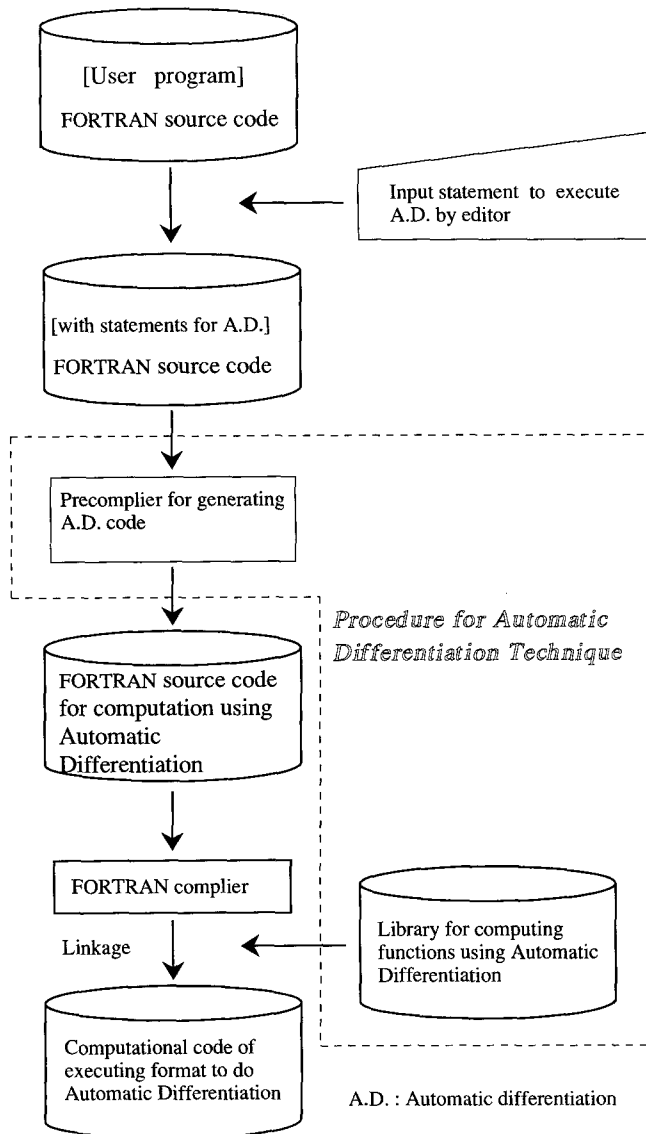 [User program]
FORTRAN source code
Input statement to execute
A.D. by editor
[with statements for A.D.]
FORTRAN source code
Precomplier for generating
A.D. code
Procedure for Automatic
Differentiation Technique
FORTRAN source code
for computation using
Automatic
Differentiation
FORTRAN complier
Linkage
Library for computing
functions using Automatic
Differentiation
Computational code of
executing format to do
Automatic Differentiation
A.D. : Automatic differentiation